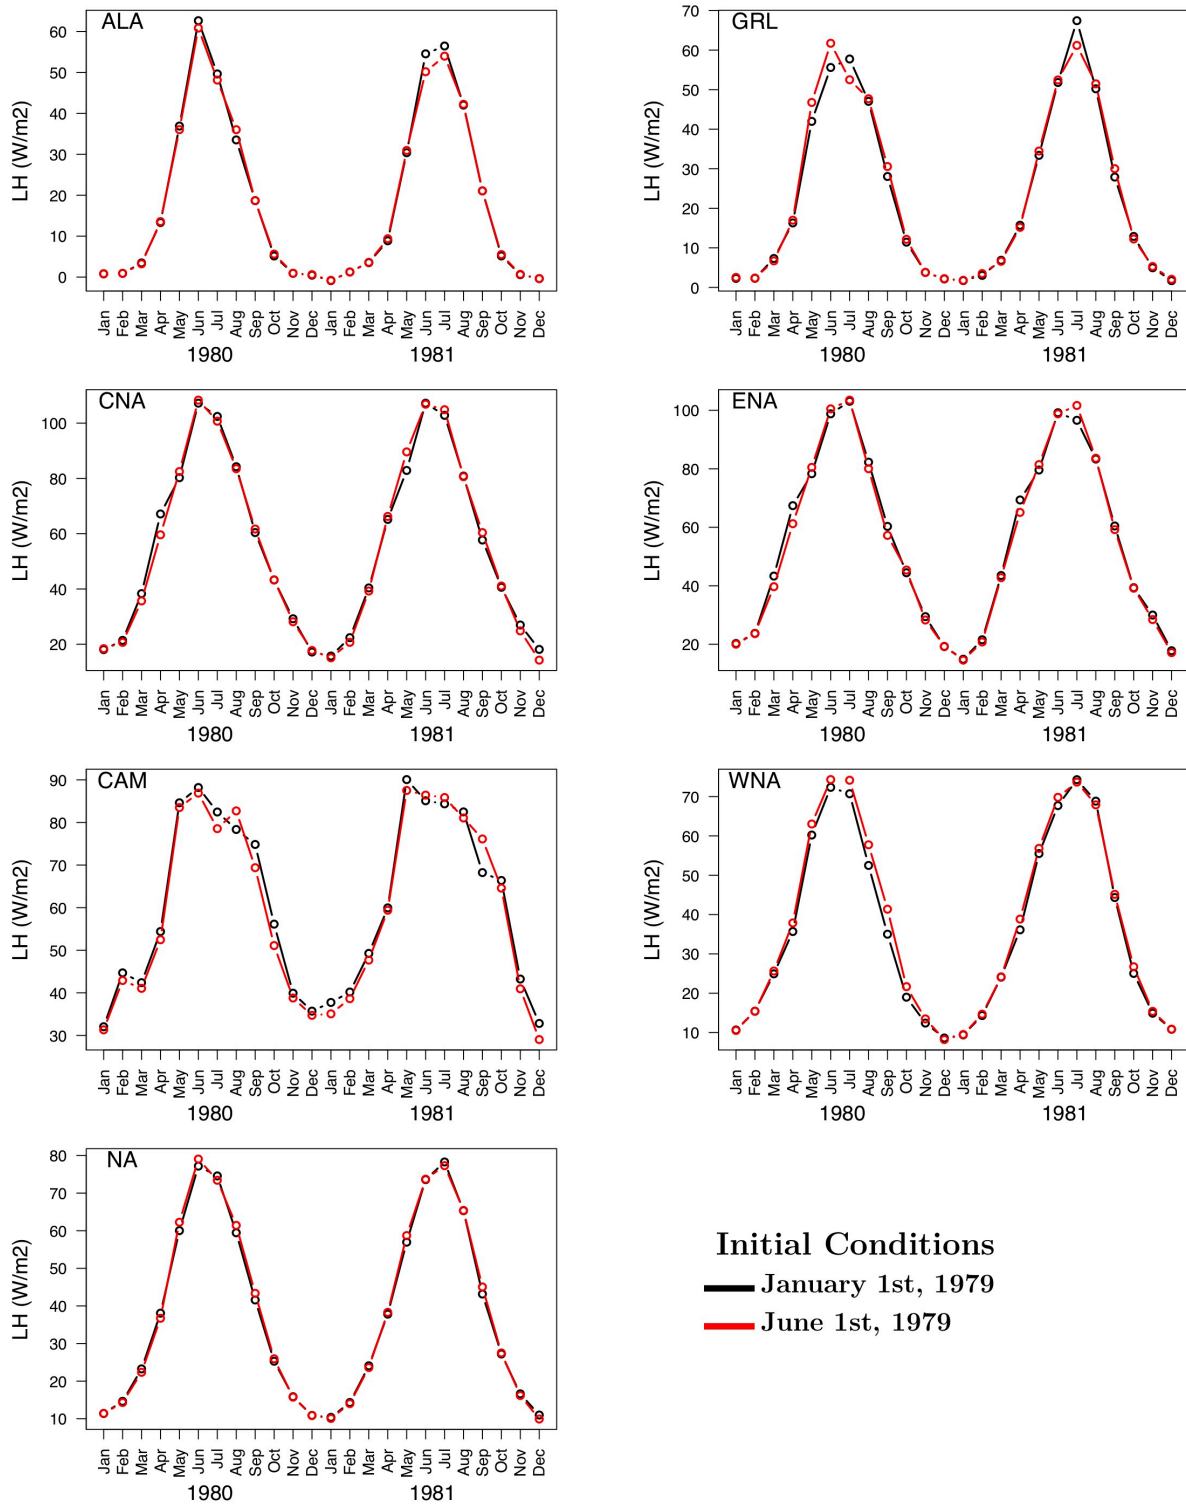 ALA
LH (W/m2)
60
50
40
30
20
10
0
Jan Feb Mar Apr May Jun Jul Aug Sep Oct Nov Dec Jan Feb Mar Apr May Jun Jul Aug Sep Oct Nov Dec
1980 1981
GRL
LH (W/m2)
70
60
50
40
30
20
10
0
Jan Feb Mar Apr May Jun Jul Aug Sep Oct Nov Dec Jan Feb Mar Apr May Jun Jul Aug Sep Oct Nov Dec
1980 1981
CNA
LH (W/m2)
100
80
60
40
20
Jan Feb Mar Apr May Jun Jul Aug Sep Oct Nov Dec Jan Feb Mar Apr May Jun Jul Aug Sep Oct Nov Dec
1980 1981
ENA
LH (W/m2)
100
80
60
40
20
Jan Feb Mar Apr May Jun Jul Aug Sep Oct Nov Dec Jan Feb Mar Apr May Jun Jul Aug Sep Oct Nov Dec
1980 1981
CAM
LH (W/m2)
90
80
70
60
50
40
30
Jan Feb Mar Apr May Jun Jul Aug Sep Oct Nov Dec Jan Feb Mar Apr May Jun Jul Aug Sep Oct Nov Dec
1980 1981
WNA
LH (W/m2)
70
60
50
40
30
20
10
Jan Feb Mar Apr May Jun Jul Aug Sep Oct Nov Dec Jan Feb Mar Apr May Jun Jul Aug Sep Oct Nov Dec
1980 1981
NA
LH (W/m2)
80
70
60
50
40
30
20
10
Jan Feb Mar Apr May Jun Jul Aug Sep Oct Nov Dec Jan Feb Mar Apr May Jun Jul Aug Sep Oct Nov Dec
1980 1981
Initial Conditions
January 1st, 1979
June 1st, 1979